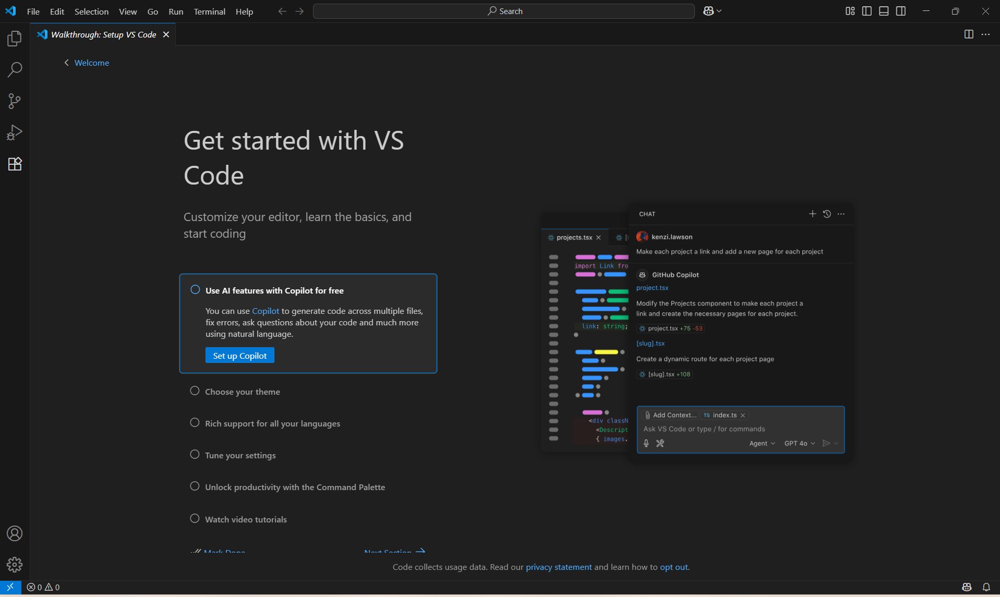 File Edit Selection View Go Run Terminal Help
Search
Walkthrough: Setup VS Code
Welcome
Get started with VS
Code
Customize your editor, learn the basics, and
start coding
Use AI features with Copilot for free
You can use Copilot to generate code across multiple files,
fix errors, ask questions about your code and much more
using natural language.
Set up Copilot
Choose your theme
Rich support for all your languages
Tune your settings
Unlock productivity with the Command Palette
Watch video tutorials
Mark Done
Next Section
projects.tsx
[s
import Link fro
link: string;
<div classN
<Descript
{ images.
CHAT
kenzi.lawson
Make each project a link and add a new page for each project
GitHub Copilot
project.tsx
Modify the Projects component to make each project a
link and create the necessary pages for each project.
project.tsx +75 -53
[slug].tsx
Create a dynamic route for each project page
[slug].tsx +108
Add Context... TS index.ts
Ask VS Code or type / for commands
Agent GPT 4o
Code collects usage data. Read our privacy statement and learn how to opt out.
0 0